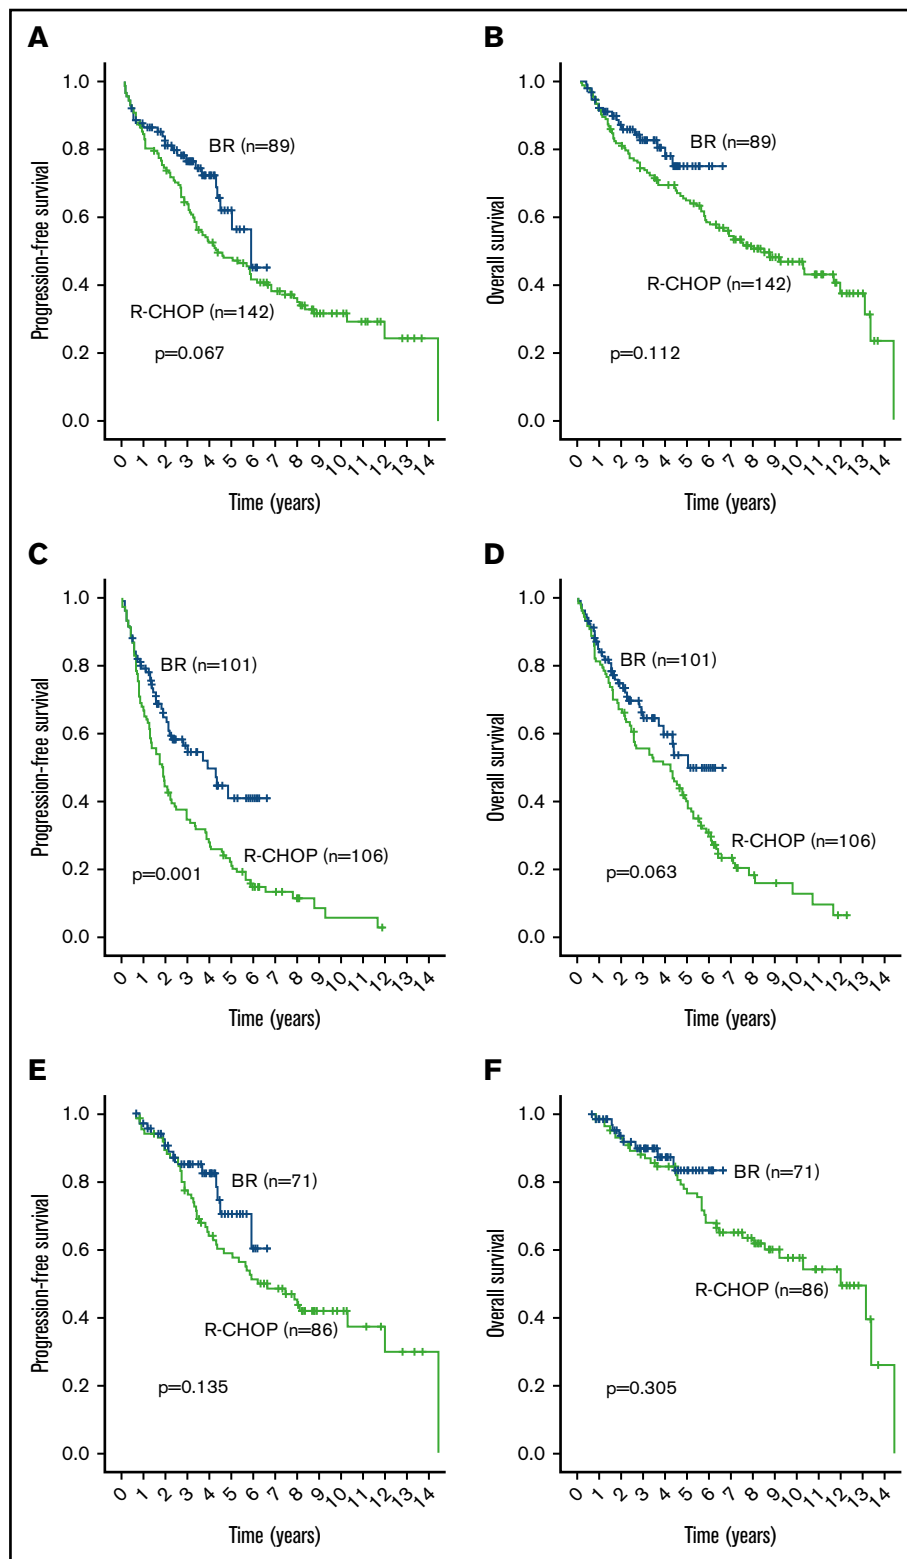 A
Progression-free survival
1.0
0.8
0.6
0.4
0.2
0.0
BR (n=89)
R-CHOP (n=142)
p=0.067
0 1 2 3 4 5 6 7 8 9 10 11 12 13 14
Time (years)
B
Overall survival
1.0
0.8
0.6
0.4
0.2
0.0
BR (n=89)
R-CHOP (n=142)
p=0.112
0 1 2 3 4 5 6 7 8 9 10 11 12 13 14
Time (years)
C
Progression-free survival
1.0
0.8
0.6
0.4
0.2
0.0
BR (n=101)
R-CHOP (n=106)
p=0.001
0 1 2 3 4 5 6 7 8 9 10 11 12 13 14
Time (years)
D
Overall survival
1.0
0.8
0.6
0.4
0.2
0.0
BR (n=101)
R-CHOP (n=106)
p=0.063
0 1 2 3 4 5 6 7 8 9 10 11 12 13 14
Time (years)
E
Progression-free survival
1.0
0.8
0.6
0.4
0.2
0.0
BR (n=71)
R-CHOP (n=86)
p=0.135
0 1 2 3 4 5 6 7 8 9 10 11 12 13 14
Time (years)
F
Overall survival
1.0
0.8
0.6
0.4
0.2
0.0
BR (n=71)
R-CHOP (n=86)
p=0.305
0 1 2 3 4 5 6 7 8 9 10 11 12 13 14
Time (years)